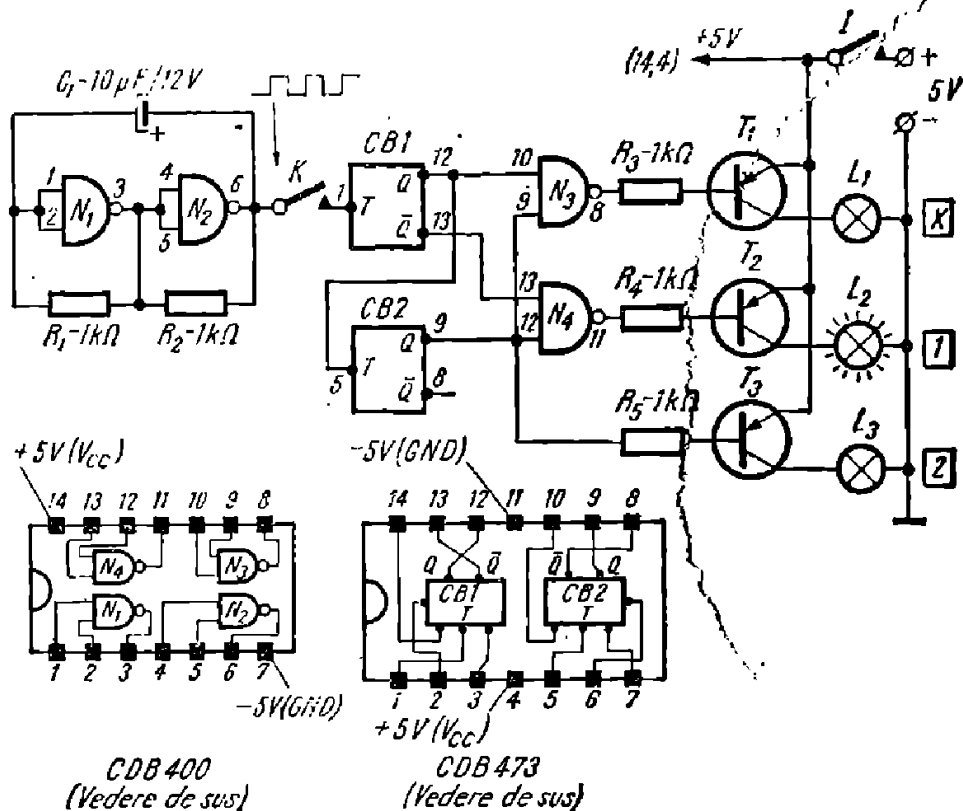 C1-10µF/12V
+
1
2
N1
3
4
5
N2
6
K
1
CB1
T
Q
Q̅
12
13
CB2
T
5
Q
Q̅
9
8
10
9
N3
8
13
12
N4
11
R1-1kΩ
R2-1kΩ
R3-1kΩ
R4-1kΩ
R5-1kΩ
(14,4)
+5V
I
+
5V
-
T1
T2
T3
L1
L2
L3
X
1
2
+5V(VCC)
14 13 12 11 10 9 8
N4
N3
N1
N2
1 2 3 4 5 6 7
-5V(GND)
CDB400
(Vedere de sus)
-5V(GND)
14 13 12 11 10 9 8
Q Q̅ Q̅ Q
CB1
T
CB2
T
1 2 3 4 5 6 7
+5V(VCC)
CDB473
(Vedere de sus)